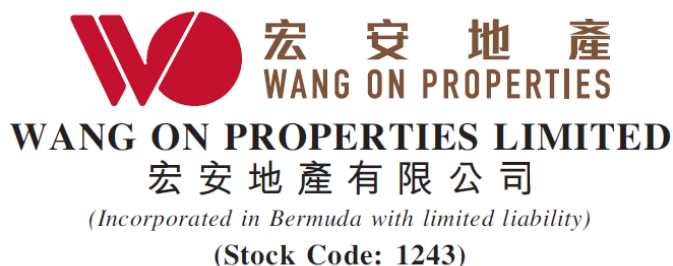 宏安地產
WANG ON PROPERTIES
WANG ON PROPERTIES LIMITED
宏安地產有限公司
(Incorporated in Bermuda with limited liability)
(Stock Code: 1243)